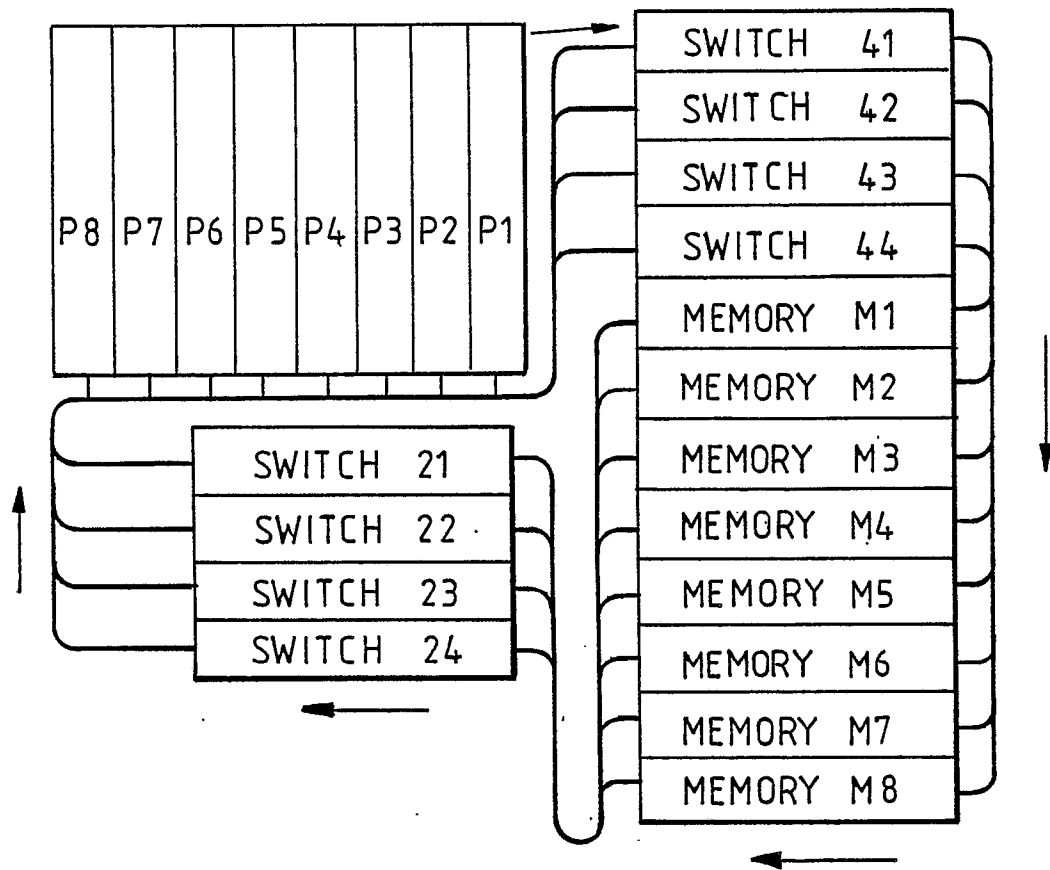 P8 P7 P6 P5 P4 P3 P2 P1
SWITCH 41
SWITCH 42
SWITCH 43
SWITCH 44
MEMORY M1
MEMORY M2
MEMORY M3
MEMORY M4
MEMORY M5
MEMORY M6
MEMORY M7
MEMORY M8
SWITCH 21
SWITCH 22
SWITCH 23
SWITCH 24